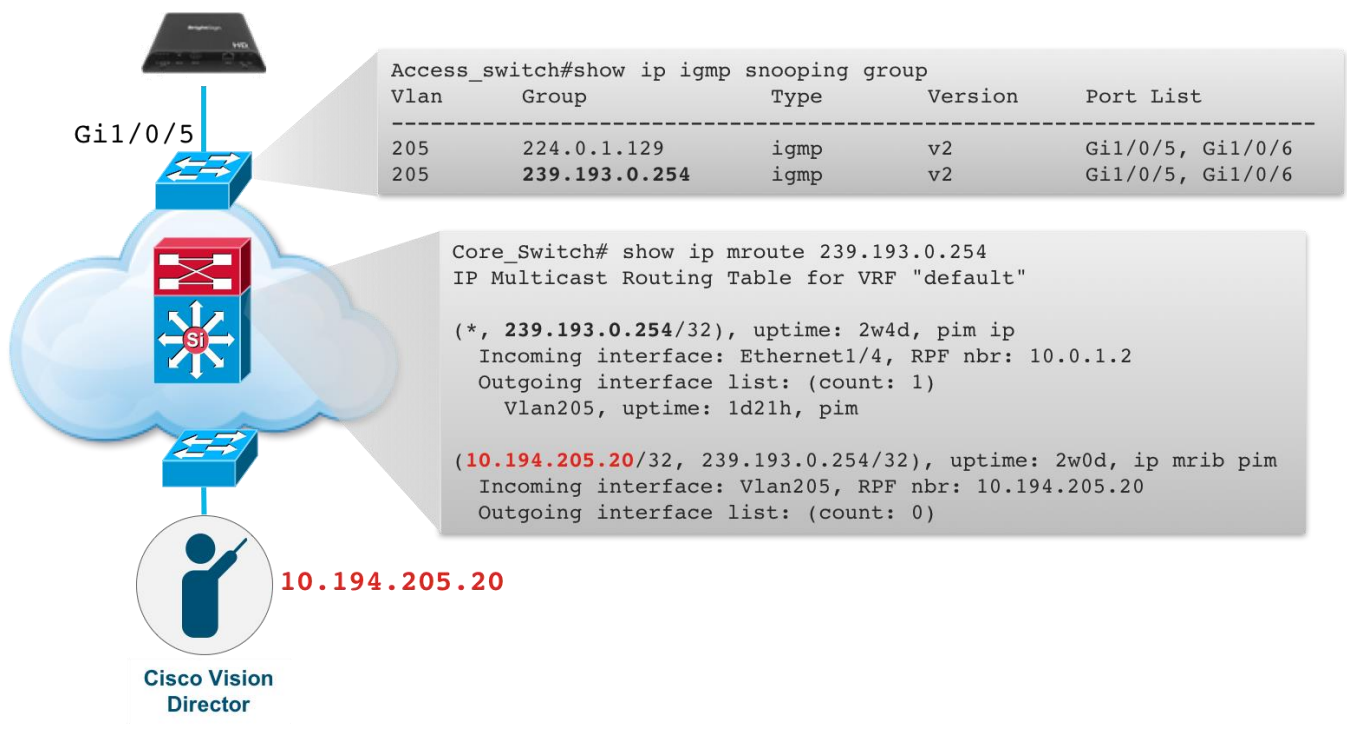 BrightSign
HD
Access_switch#show ip igmp snooping group
Vlan Group Type Version Port List
-----------------------------------------------------------------------
205 224.0.1.129 igmp v2 Gi1/0/5, Gi1/0/6
205 239.193.0.254 igmp v2 Gi1/0/5, Gi1/0/6
Gi1/0/5
Core_Switch# show ip mroute 239.193.0.254
IP Multicast Routing Table for VRF "default"
(*, 239.193.0.254/32), uptime: 2w4d, pim ip
Incoming interface: Ethernet1/4, RPF nbr: 10.0.1.2
Outgoing interface list: (count: 1)
Vlan205, uptime: 1d21h, pim
(10.194.205.20/32, 239.193.0.254/32), uptime: 2w0d, ip mrib pim
Incoming interface: Vlan205, RPF nbr: 10.194.205.20
Outgoing interface list: (count: 0)
Si
10.194.205.20
Cisco Vision
Director